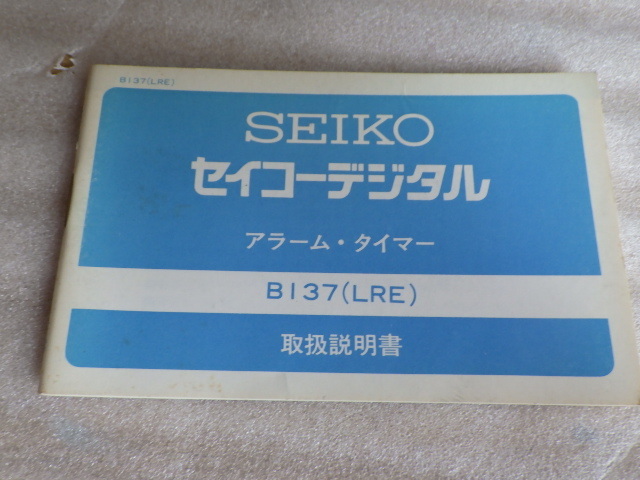 B137(LRE)
SEIKO
セイコーデジタル
アラーム・タイマー
B137(LRE)
取扱説明書